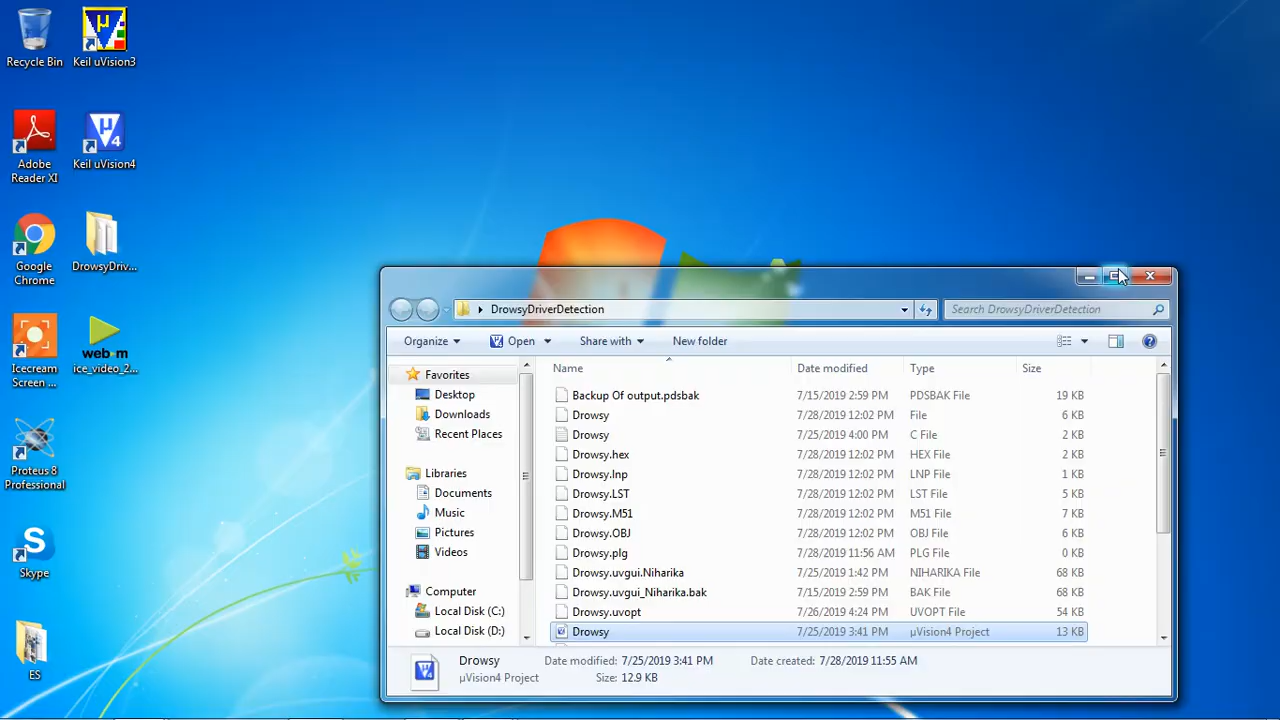 Recycle Bin
Keil uVision3
Adobe
Reader XI
Keil uVision4
Google
Chrome
DrowsyDriv...
Icecream
Screen ...
web·m
ice_video_2...
Proteus 8
Professional
Skype
ES
DrowsyDriverDetection
Search DrowsyDriverDetection
Organize
Open
Share with
New folder
Favorites
Desktop
Downloads
Recent Places
Libraries
Documents
Music
Pictures
Videos
Computer
Local Disk (C:)
Local Disk (D:)
Name Date modified Type Size
Backup Of output.pdsbak 7/15/2019 2:59 PM PDSBAK File 19 KB
Drowsy 7/28/2019 12:02 PM File 6 KB
Drowsy 7/25/2019 4:00 PM C File 2 KB
Drowsy.hex 7/28/2019 12:02 PM HEX File 2 KB
Drowsy.lnp 7/28/2019 12:02 PM LNP File 1 KB
Drowsy.LST 7/28/2019 12:02 PM LST File 5 KB
Drowsy.M51 7/28/2019 12:02 PM M51 File 7 KB
Drowsy.OBJ 7/28/2019 12:02 PM OBJ File 6 KB
Drowsy.plg 7/28/2019 11:56 AM PLG File 0 KB
Drowsy.uvgui.Niharika 7/25/2019 1:42 PM NIHARIKA File 68 KB
Drowsy.uvgui_Niharika.bak 7/15/2019 2:59 PM BAK File 68 KB
Drowsy.uvopt 7/26/2019 4:24 PM UVOPT File 54 KB
Drowsy 7/25/2019 3:41 PM µVision4 Project 13 KB
Drowsy Date modified: 7/25/2019 3:41 PM Date created: 7/28/2019 11:55 AM
µVision4 Project Size: 12.9 KB